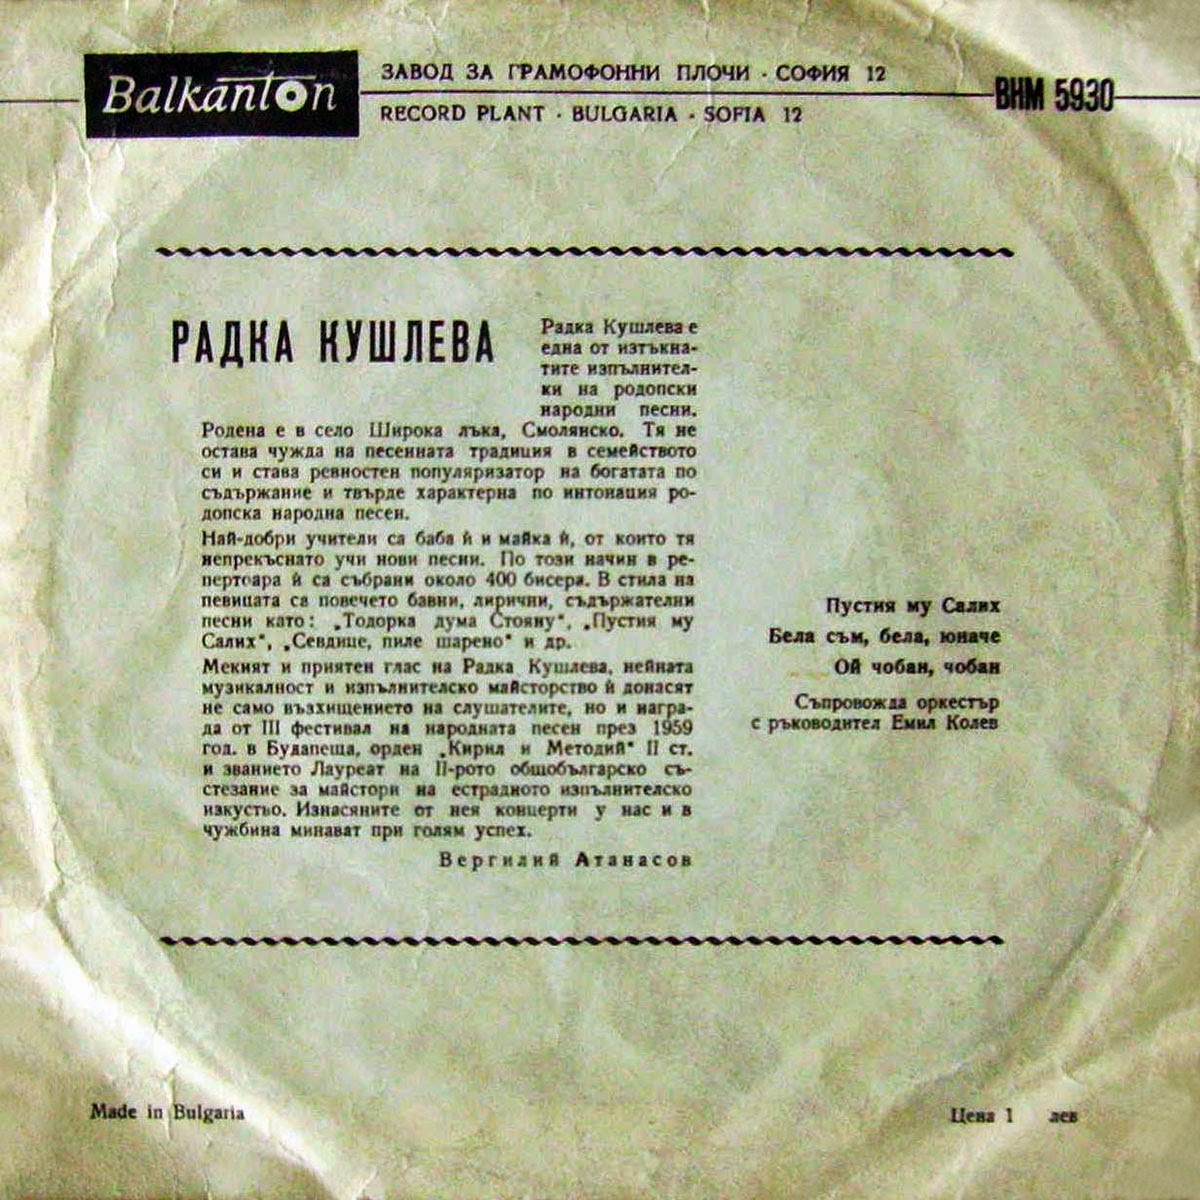 Balkanton
ЗАВОД ЗА ГРАМОФОННИ ПЛОЧИ · СОФИЯ 12
RECORD PLANT · BULGARIA · SOFIA 12
ВНМ 5930
РАДКА КУШЛЕВА
Радка Кушлева е
една от изтъкна-
тите изпълнител-
ки на родопски
народни песни.
Родена е в село Широка лъка, Смолянско. Тя не
остава чужда на песенната традиция в семейството
си и става ревностен популяризатор на богатата по
съдържание и твърде характерна по интонация ро-
допска народна песен.
Най-добри учители са баба ѝ и майка ѝ, от които тя
непрекъснато учи нови песни. По този начин в ре-
пертоара ѝ са събрани около 400 бисера. В стила на
певицата са повечето бавни, лирични, съдържателни
песни като: „Тодорка дума Стояну“, „Пустия му
Салих“, „Севдице, пиле шарено“ и др.
Мекият и приятен глас на Радка Кушлева, нейната
музикалност и изпълнителско майсторство ѝ донасят
не само възхищението на слушателите, но и награ-
да от III фестивал на народната песен през 1959
год. в Будапеща, орден „Кирил и Методий“ II ст.
и званието Лауреат на II-рото общобългарско съ-
стезание за майстори на естрадното изпълнителско
изкустьо. Изнасяните от нея концерти у нас и в
чужбина минават при голям успех.
Вергилий Атанасов
Пустия му Салих
Бела съм, бела, юначе
Ой чобан, чобан
Съпровожда оркестър
с ръководител Емил Колев
Made in Bulgaria
Цена 1 лев